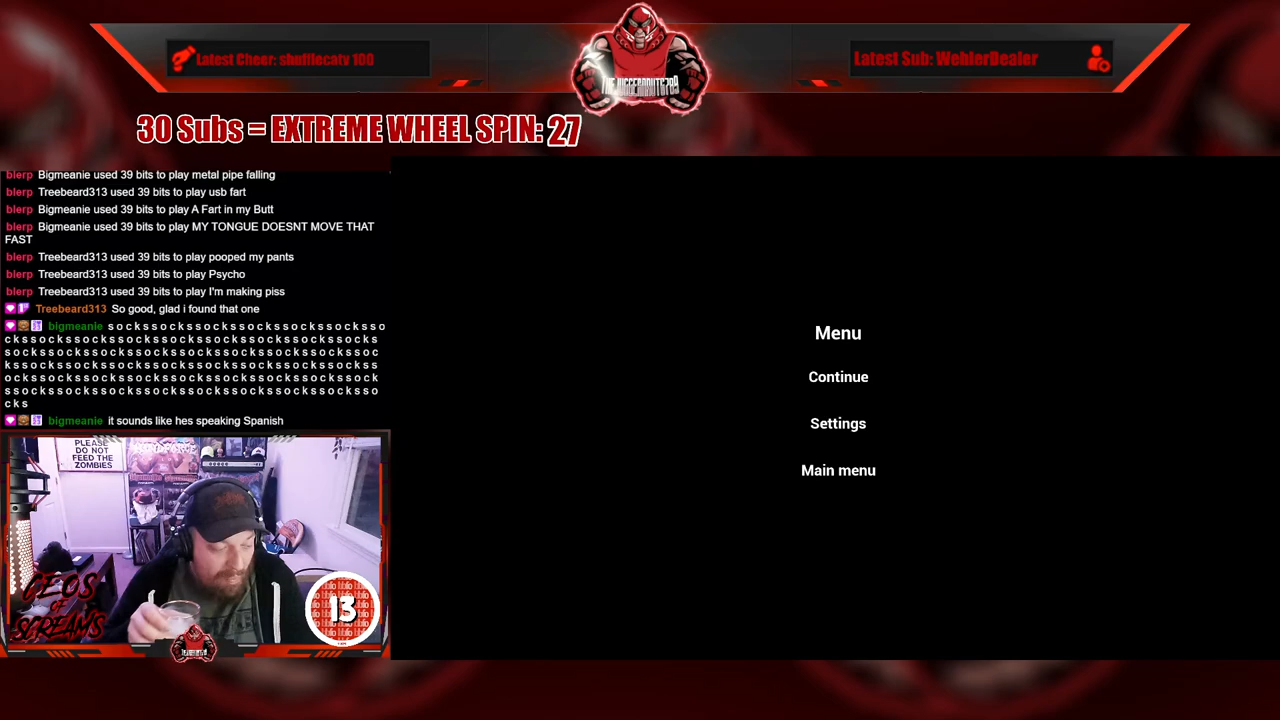 Latest Cheer: shufflecatv 100
Latest Sub: WehlerDealer
THEJUGGERNAUT6789
30 Subs = EXTREME WHEEL SPIN: 27
blerp Bigmeanie used 39 bits to play metal pipe falling
blerp Treebeard313 used 39 bits to play usb fart
blerp Bigmeanie used 39 bits to play A Fart in my Butt
blerp Bigmeanie used 39 bits to play MY TONGUE DOESNT MOVE THAT
FAST
blerp Treebeard313 used 39 bits to play pooped my pants
blerp Treebeard313 used 39 bits to play Psycho
blerp Treebeard313 used 39 bits to play I'm making piss
Treebeard313 So good, glad i found that one
bigmeanie s o c k s s o c k s s o c k s s o c k s s o c k s s o c k s s o
c k s s o c k s s o c k s s o c k s s o c k s s o c k s s o c k s s o c k s
s o c k s s o c k s s o c k s s o c k s s o c k s s o c k s s o c k s s o c
k s s o c k s s o c k s s o c k s s o c k s s o c k s s o c k s s o c k s s
o c k s s o c k s s o c k s s o c k s s o c k s s o c k s s o c k s s o c k s
s s o c k s s o c k s s o c k s s o c k s s o c k s s o c k s s o c k s s o
c k s
bigmeanie it sounds like hes speaking Spanish
Menu
Continue
Settings
Main menu
PLEASE
DO NOT
FEED THE
ZOMBIES
CEOS
OF
SCREAMS
13